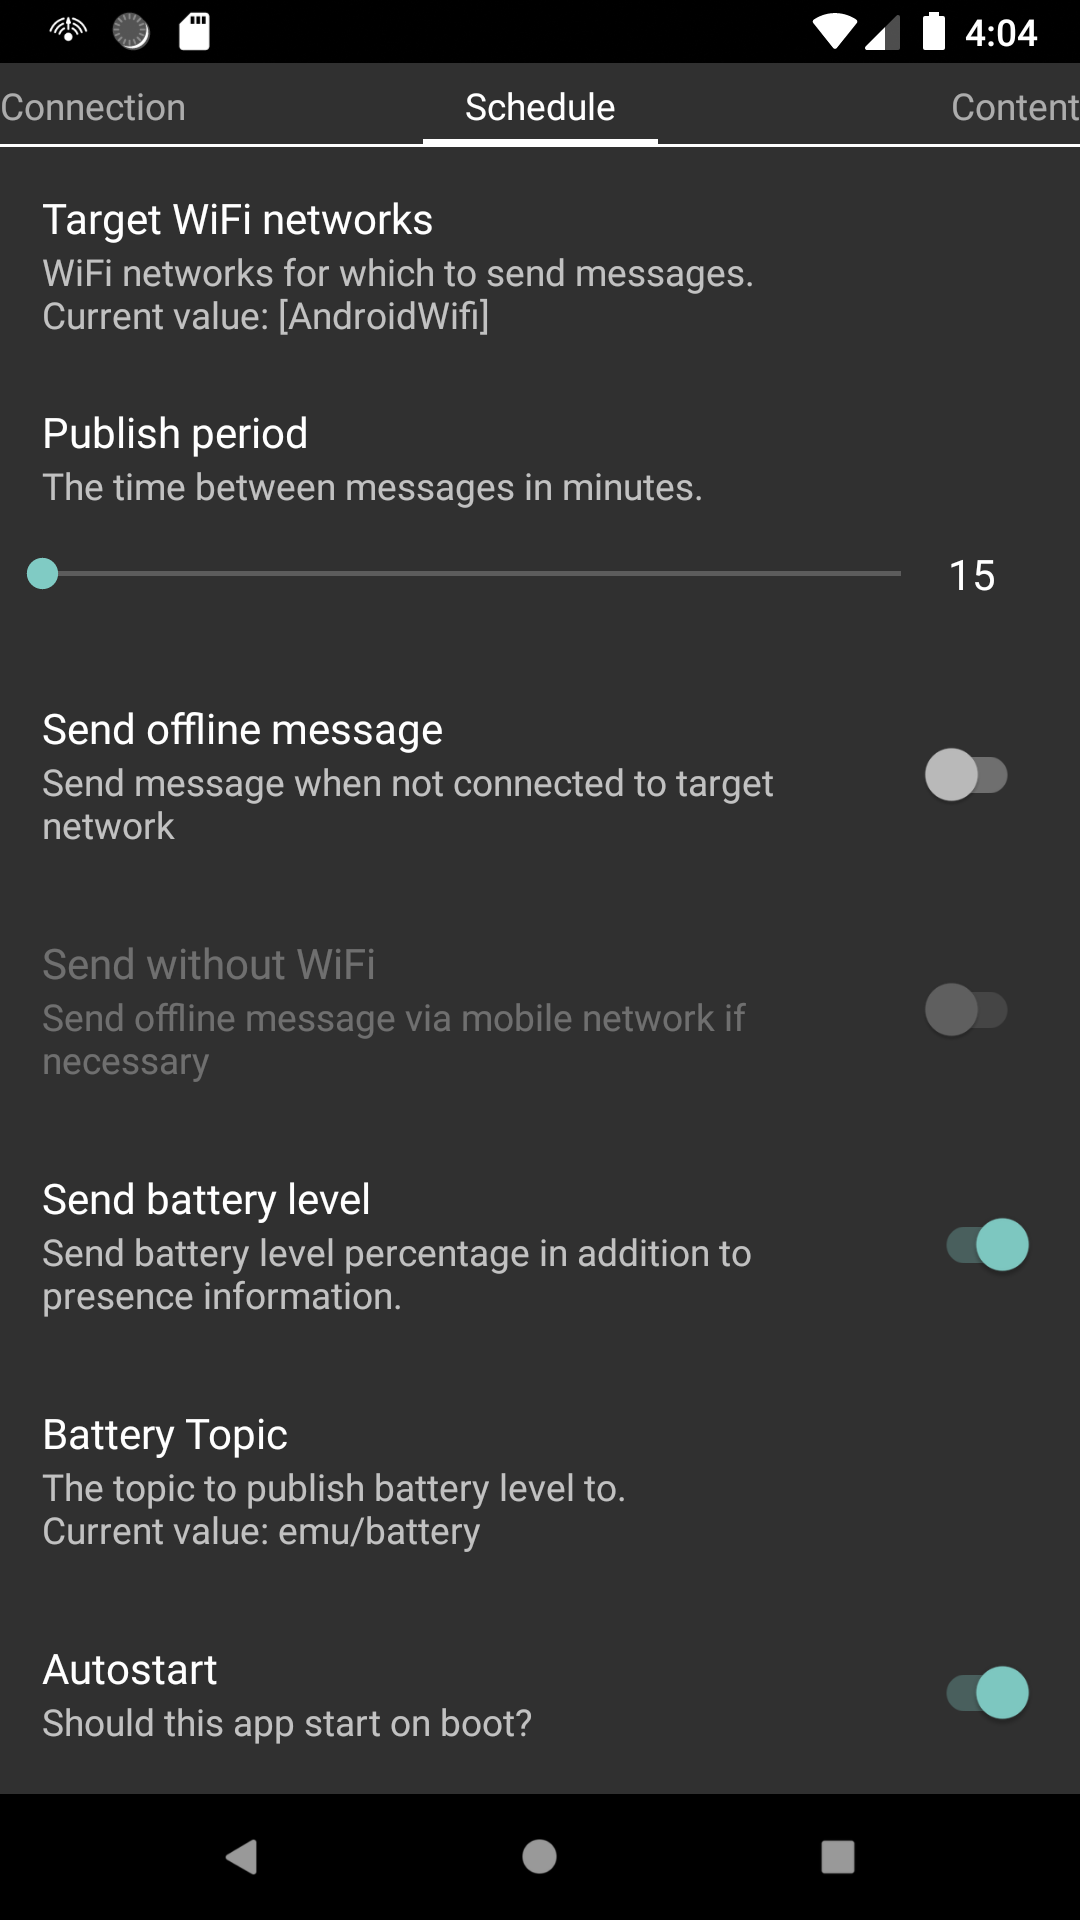 4:04
Connection
Schedule
Content
Target WiFi networks
WiFi networks for which to send messages.
Current value: [AndroidWifi]
Publish period
The time between messages in minutes.
15
Send offline message
Send message when not connected to target
network
Send without WiFi
Send offline message via mobile network if
necessary
Send battery level
Send battery level percentage in addition to
presence information.
Battery Topic
The topic to publish battery level to.
Current value: emu/battery
Autostart
Should this app start on boot?